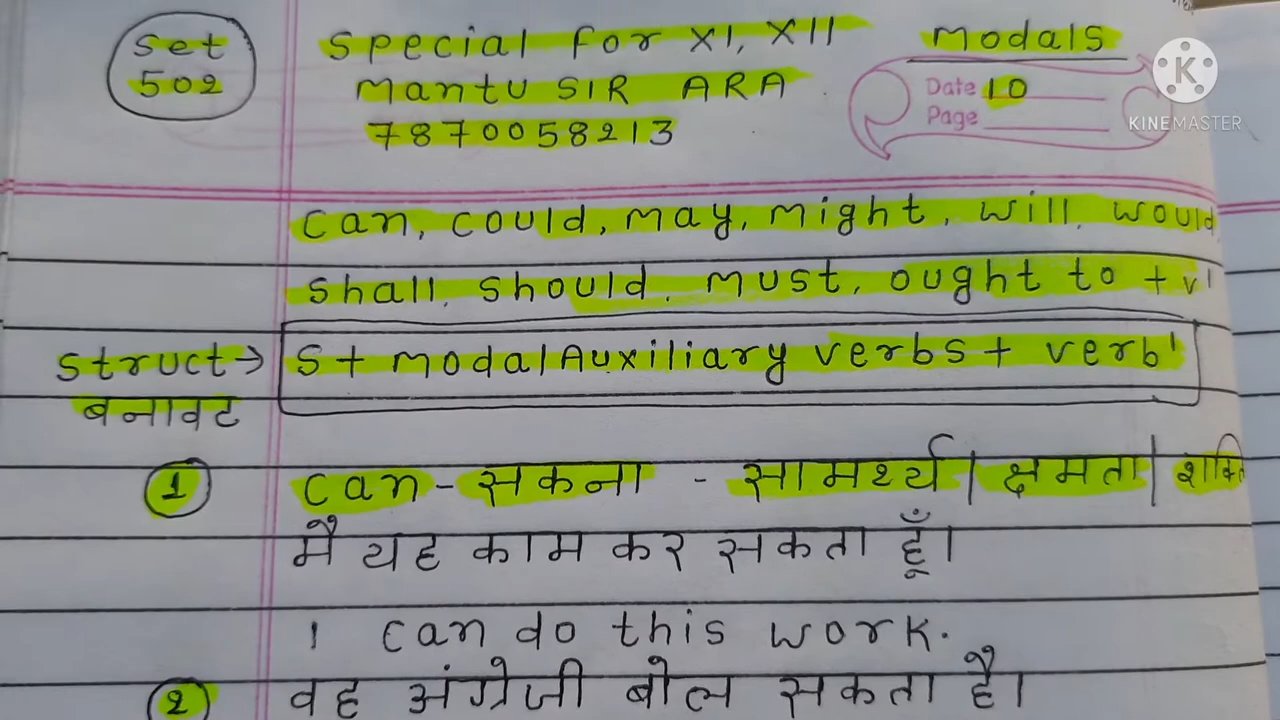 Set
502
Special for XI, XII
Mantu SIR ARA
7870058213
Modals
Date 10
Page
KINEMASTER
can, could, may, might, will, would,
shall, should, must, ought to + v¹
struct→ S + modal Auxiliary verbs + verb¹
बनावट
1 can - सकना - सामर्थ्य | क्षमता | शक्ति
मै यह काम कर सकता हूँ।
I can do this work.
2 वह अंग्रेजी बोल सकता है।